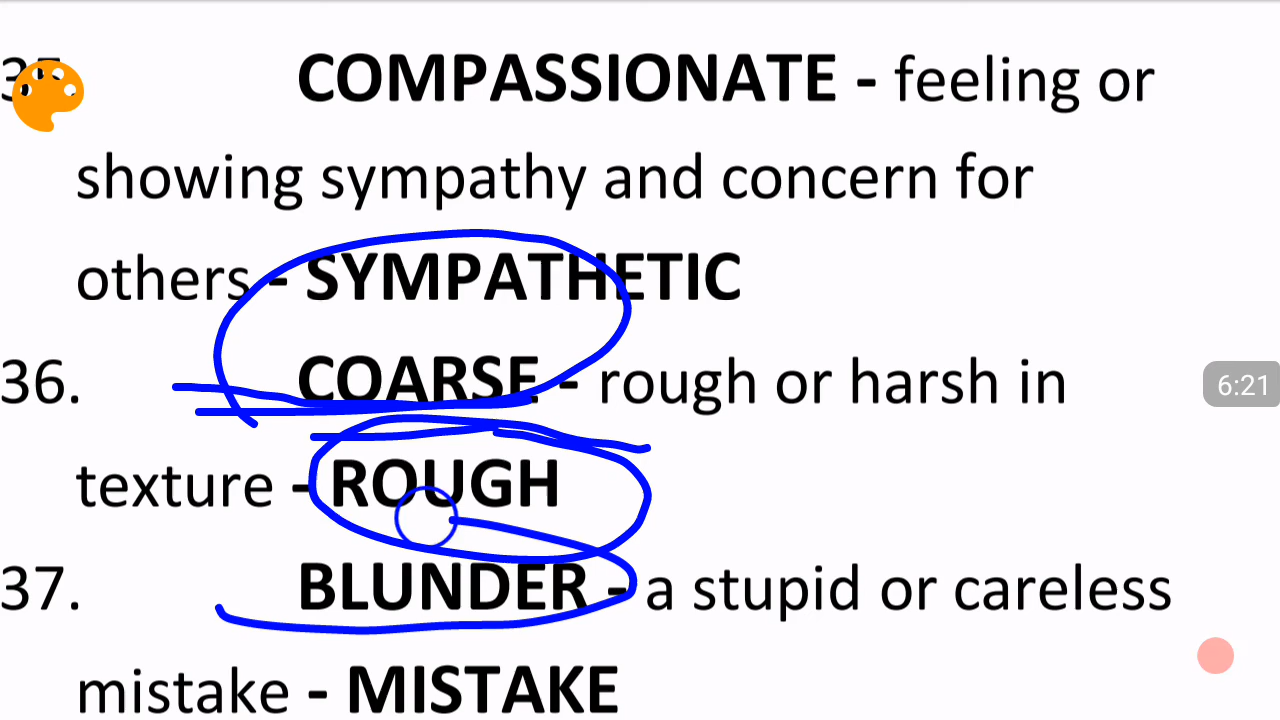 35. COMPASSIONATE - feeling or
showing sympathy and concern for
others - SYMPATHETIC
36. COARSE - rough or harsh in
6:21
texture - ROUGH
37. BLUNDER - a stupid or careless
mistake - MISTAKE